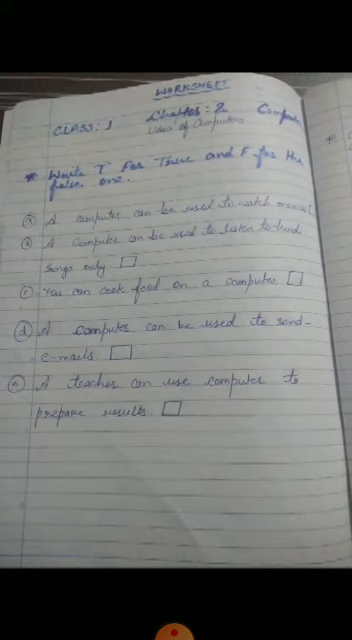 WORKSHEET
CLASS: 1 Chapter: 2 Computer
Uses of Computers
* Write T For True and F for the
false one.
(a) A computer can be used to watch movies
(b) A computer can be used to listen to hindi
songs only
(c) You can cook food on a computer
(d) A computer can be used to send
e-mails
(e) A teacher can use computer to
prepare results.